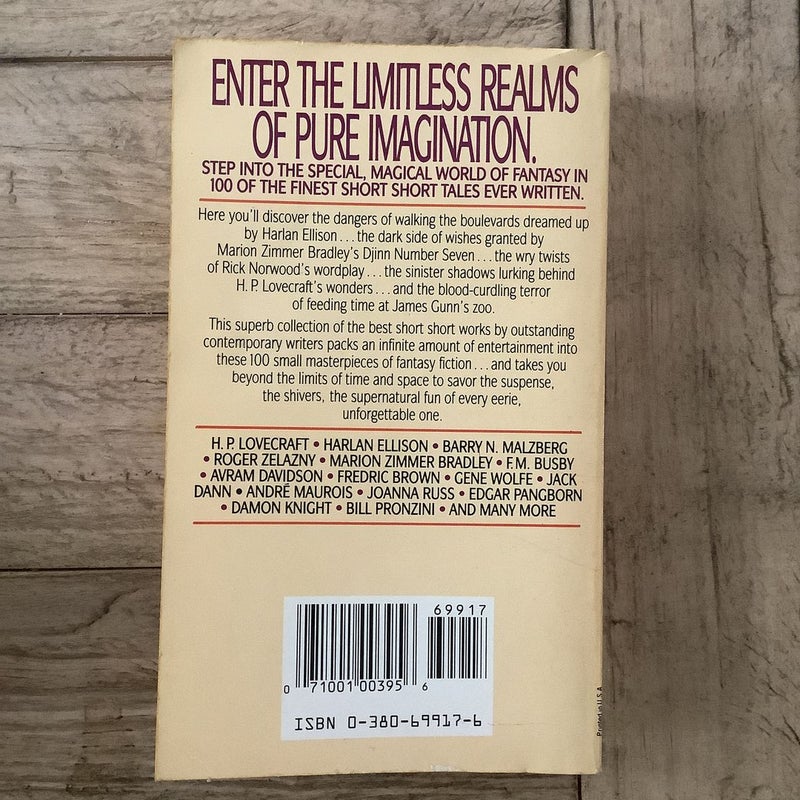 ENTER THE LIMITLESS REALMS
OF PURE IMAGINATION.
STEP INTO THE SPECIAL, MAGICAL WORLD OF FANTASY IN
100 OF THE FINEST SHORT SHORT TALES EVER WRITTEN.
Here you'll discover the dangers of walking the boulevards dreamed up
by Harlan Ellison...the dark side of wishes granted by
Marion Zimmer Bradley's Djinn Number Seven...the wry twists
of Rick Norwood's wordplay...the sinister shadows lurking behind
H. P. Lovecraft's wonders...and the blood-curdling terror
of feeding time at James Gunn's zoo.
This superb collection of the best short short works by outstanding
contemporary writers packs an infinite amount of entertainment into
these 100 small masterpieces of fantasy fiction...and takes you
beyond the limits of time and space to savor the suspense,
the shivers, the supernatural fun of every eerie,
unforgettable one.
H. P. LOVECRAFT • HARLAN ELLISON • BARRY N. MALZBERG
• ROGER ZELAZNY • MARION ZIMMER BRADLEY • F.M. BUSBY
• AVRAM DAVIDSON • FREDRIC BROWN • GENE WOLFE • JACK
DANN • ANDRÉ MAUROIS • JOANNA RUSS • EDGAR PANGBORN
• DAMON KNIGHT • BILL PRONZINI • AND MANY MORE
69917
0 71001 00395 6
ISBN 0-380-69917-6
Printed in U.S.A.